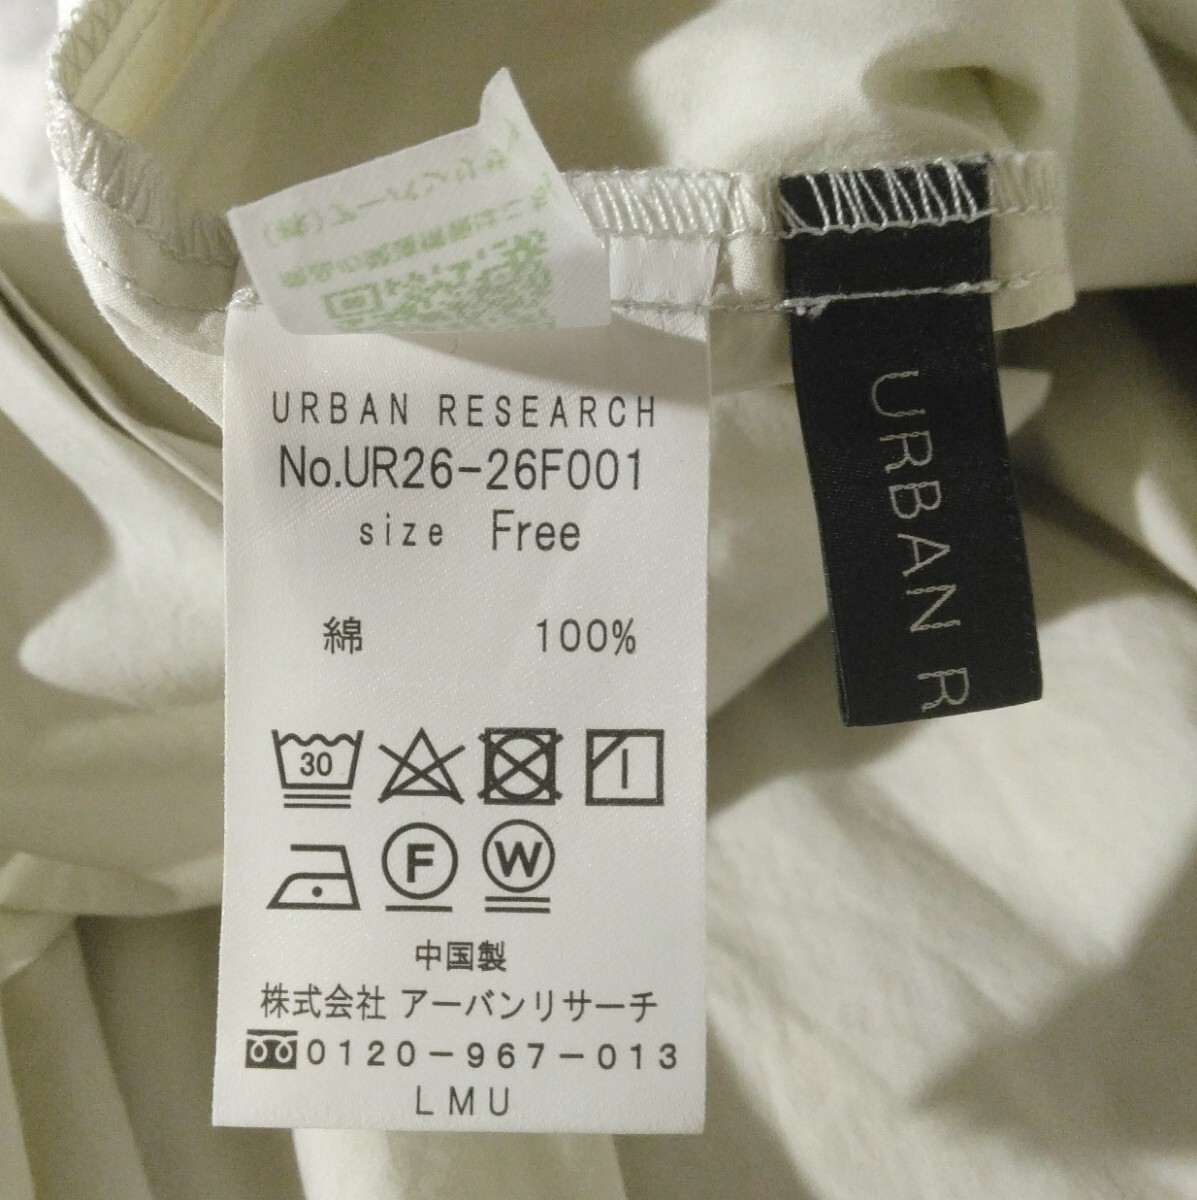 URBAN RESEARCH
No.UR26-26F001
size Free
綿 100%
30
F W
中国製
株式会社 アーバンリサーチ
0120-967-013
LMU
URBAN R